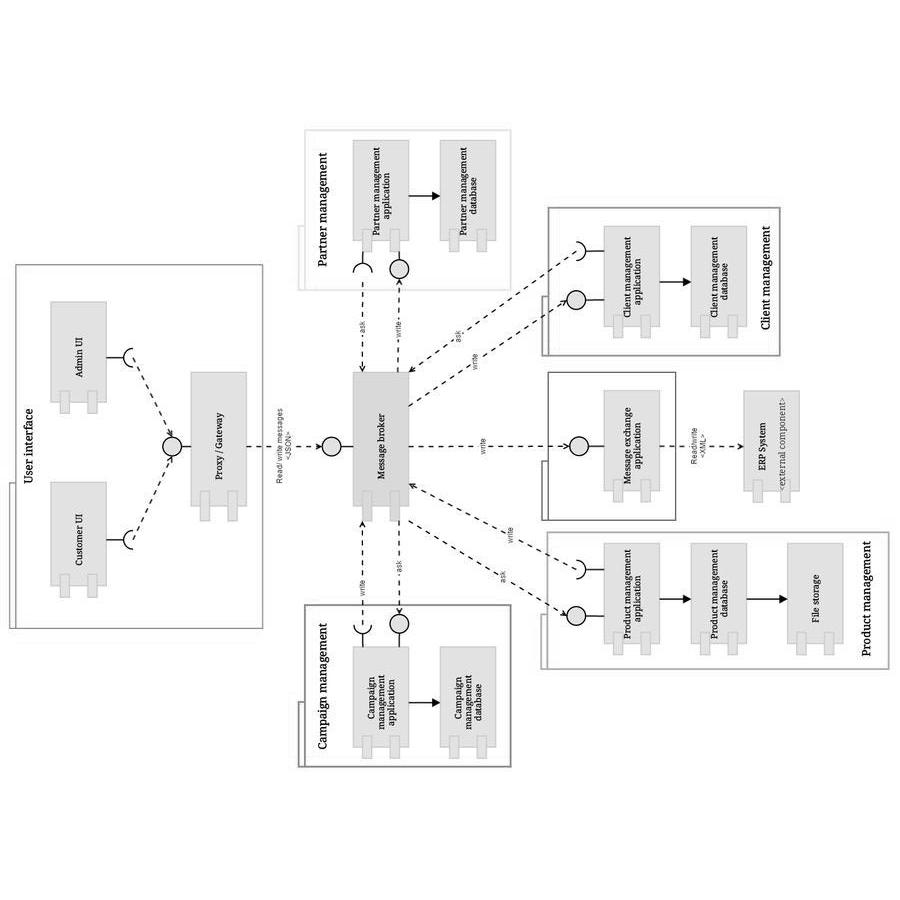 User interface
Customer UI
Admin UI
Proxy / Gateway
Read/ write messages
<JSON>
Campaign management
Campaign
management
application
Campaign
management
database
write
ask
Message broker
ask
write
Partner management
Partner management
application
Partner management
database
write
ask
write
write
ask
Product management
application
Product management
database
File storage
Product management
Message exchange
application
Read/write
<XML>
ERP System
<external component>
Client management
application
Client management
database
Client management